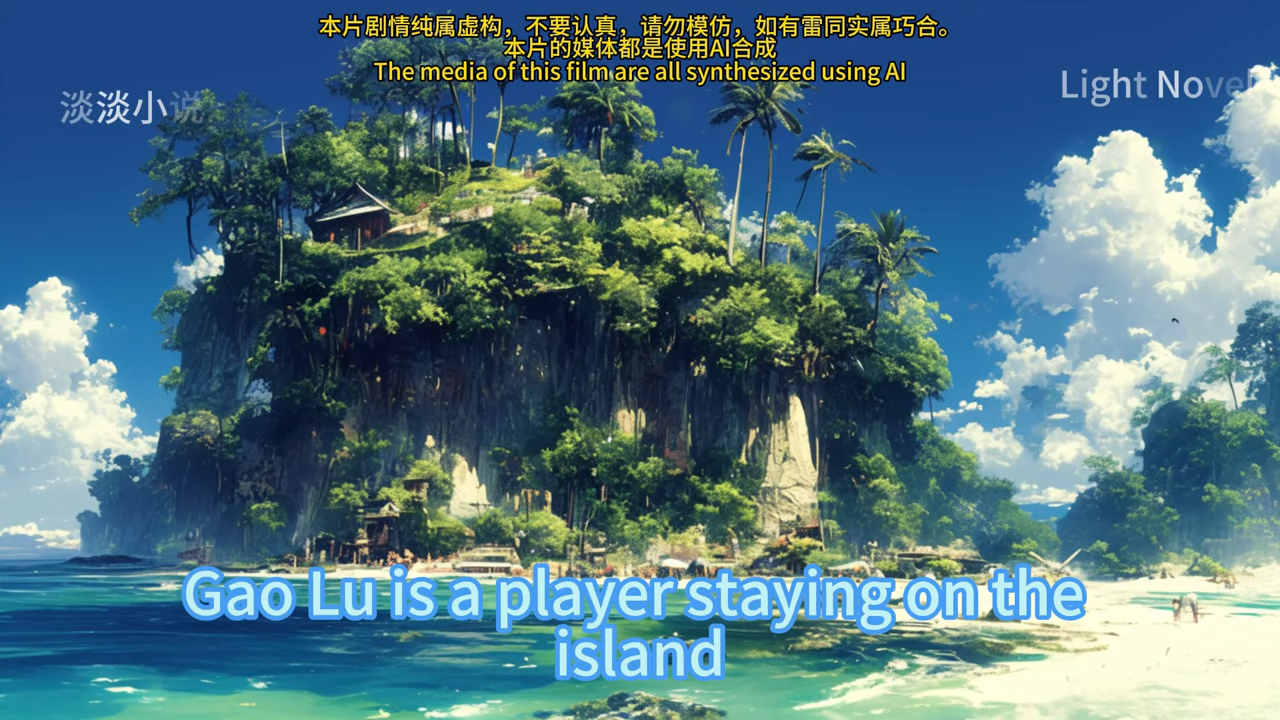 本片剧情纯属虚构，不要认真，请勿模仿，如有雷同实属巧合。
本片的媒体都是使用AI合成
The media of this film are all synthesized using AI
淡淡小说
Light Novel
Gao Lu is a player staying on the
island